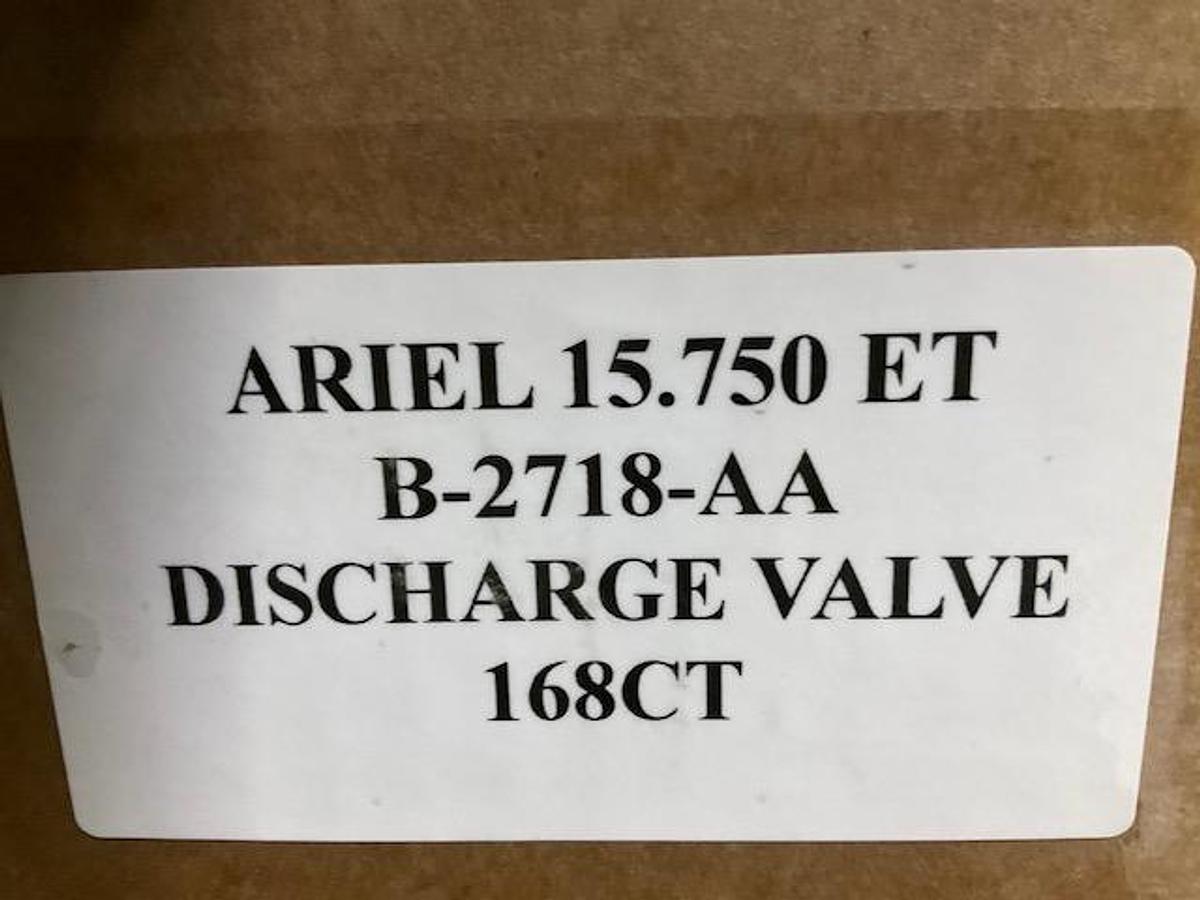 ARIEL 15.750 ET
B-2718-AA
DISCHARGE VALVE
168CT